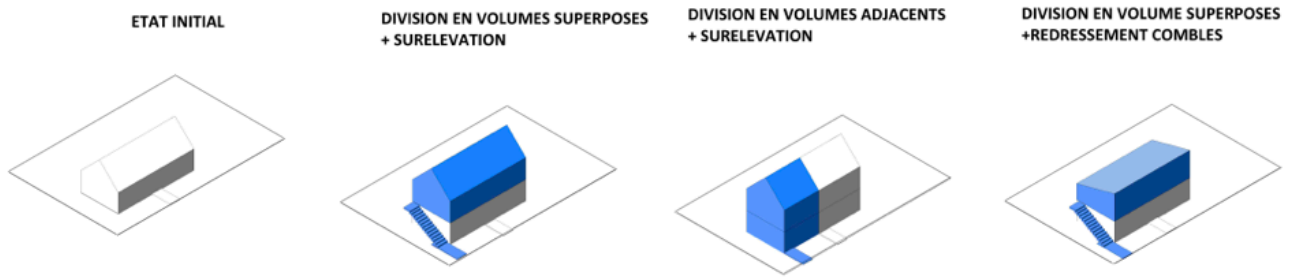 ETAT INITIAL
DIVISION EN VOLUMES SUPERPOSES
+ SURELEVATION
DIVISION EN VOLUMES ADJACENTS
+ SURELEVATION
DIVISION EN VOLUME SUPERPOSES
+REDRESSEMENT COMBLES